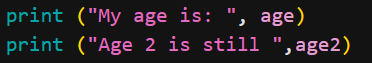 print ("My age is: ", age)
print ("Age 2 is still ",age2)